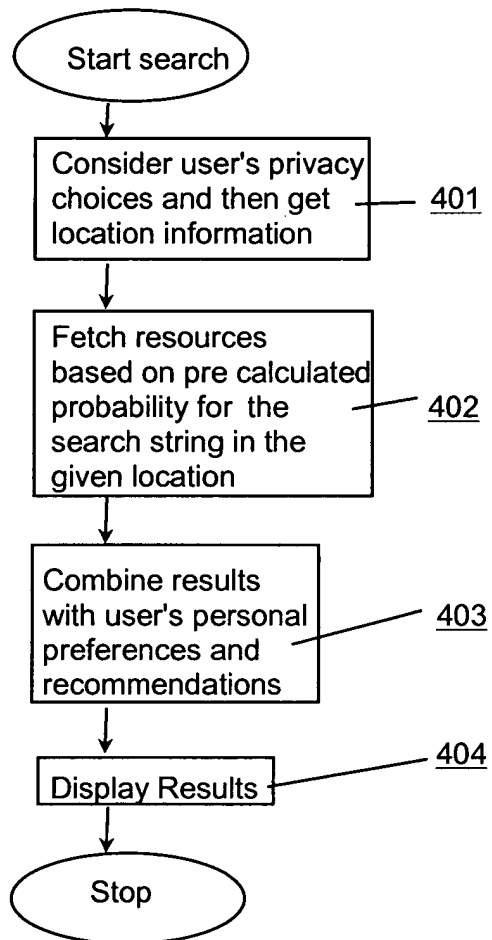 Start search
Consider user's privacy
choices and then get
location information
401
Fetch resources
based on pre calculated
probability for the
search string in the
given location
402
Combine results
with user's personal
preferences and
recommendations
403
404
Display Results
Stop